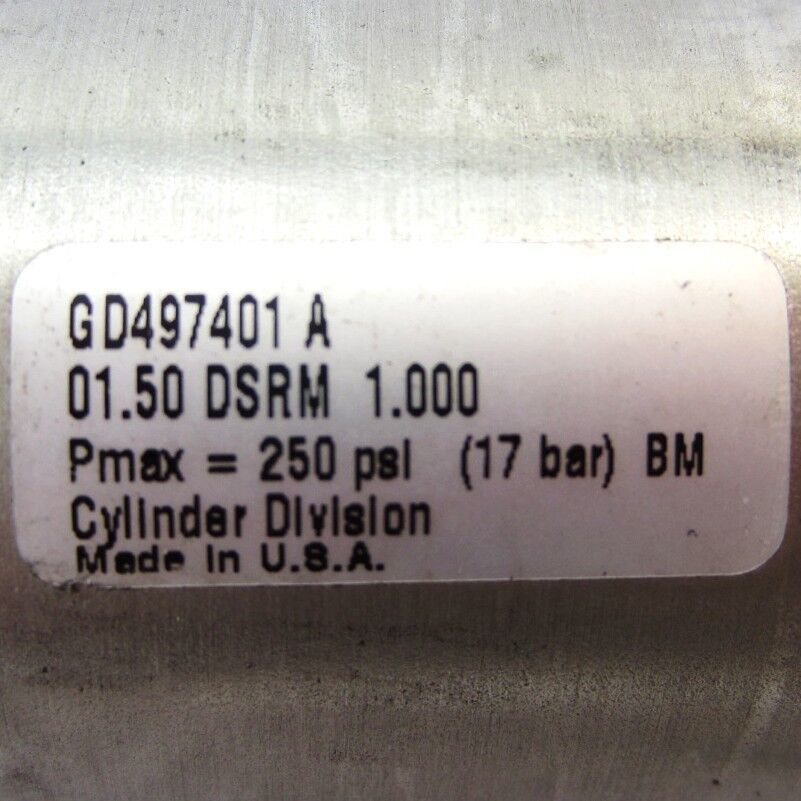 GD497401 A
01.50 DSRM 1.000
Pmax = 250 psi (17 bar) BM
Cylinder Division
Made in U.S.A.